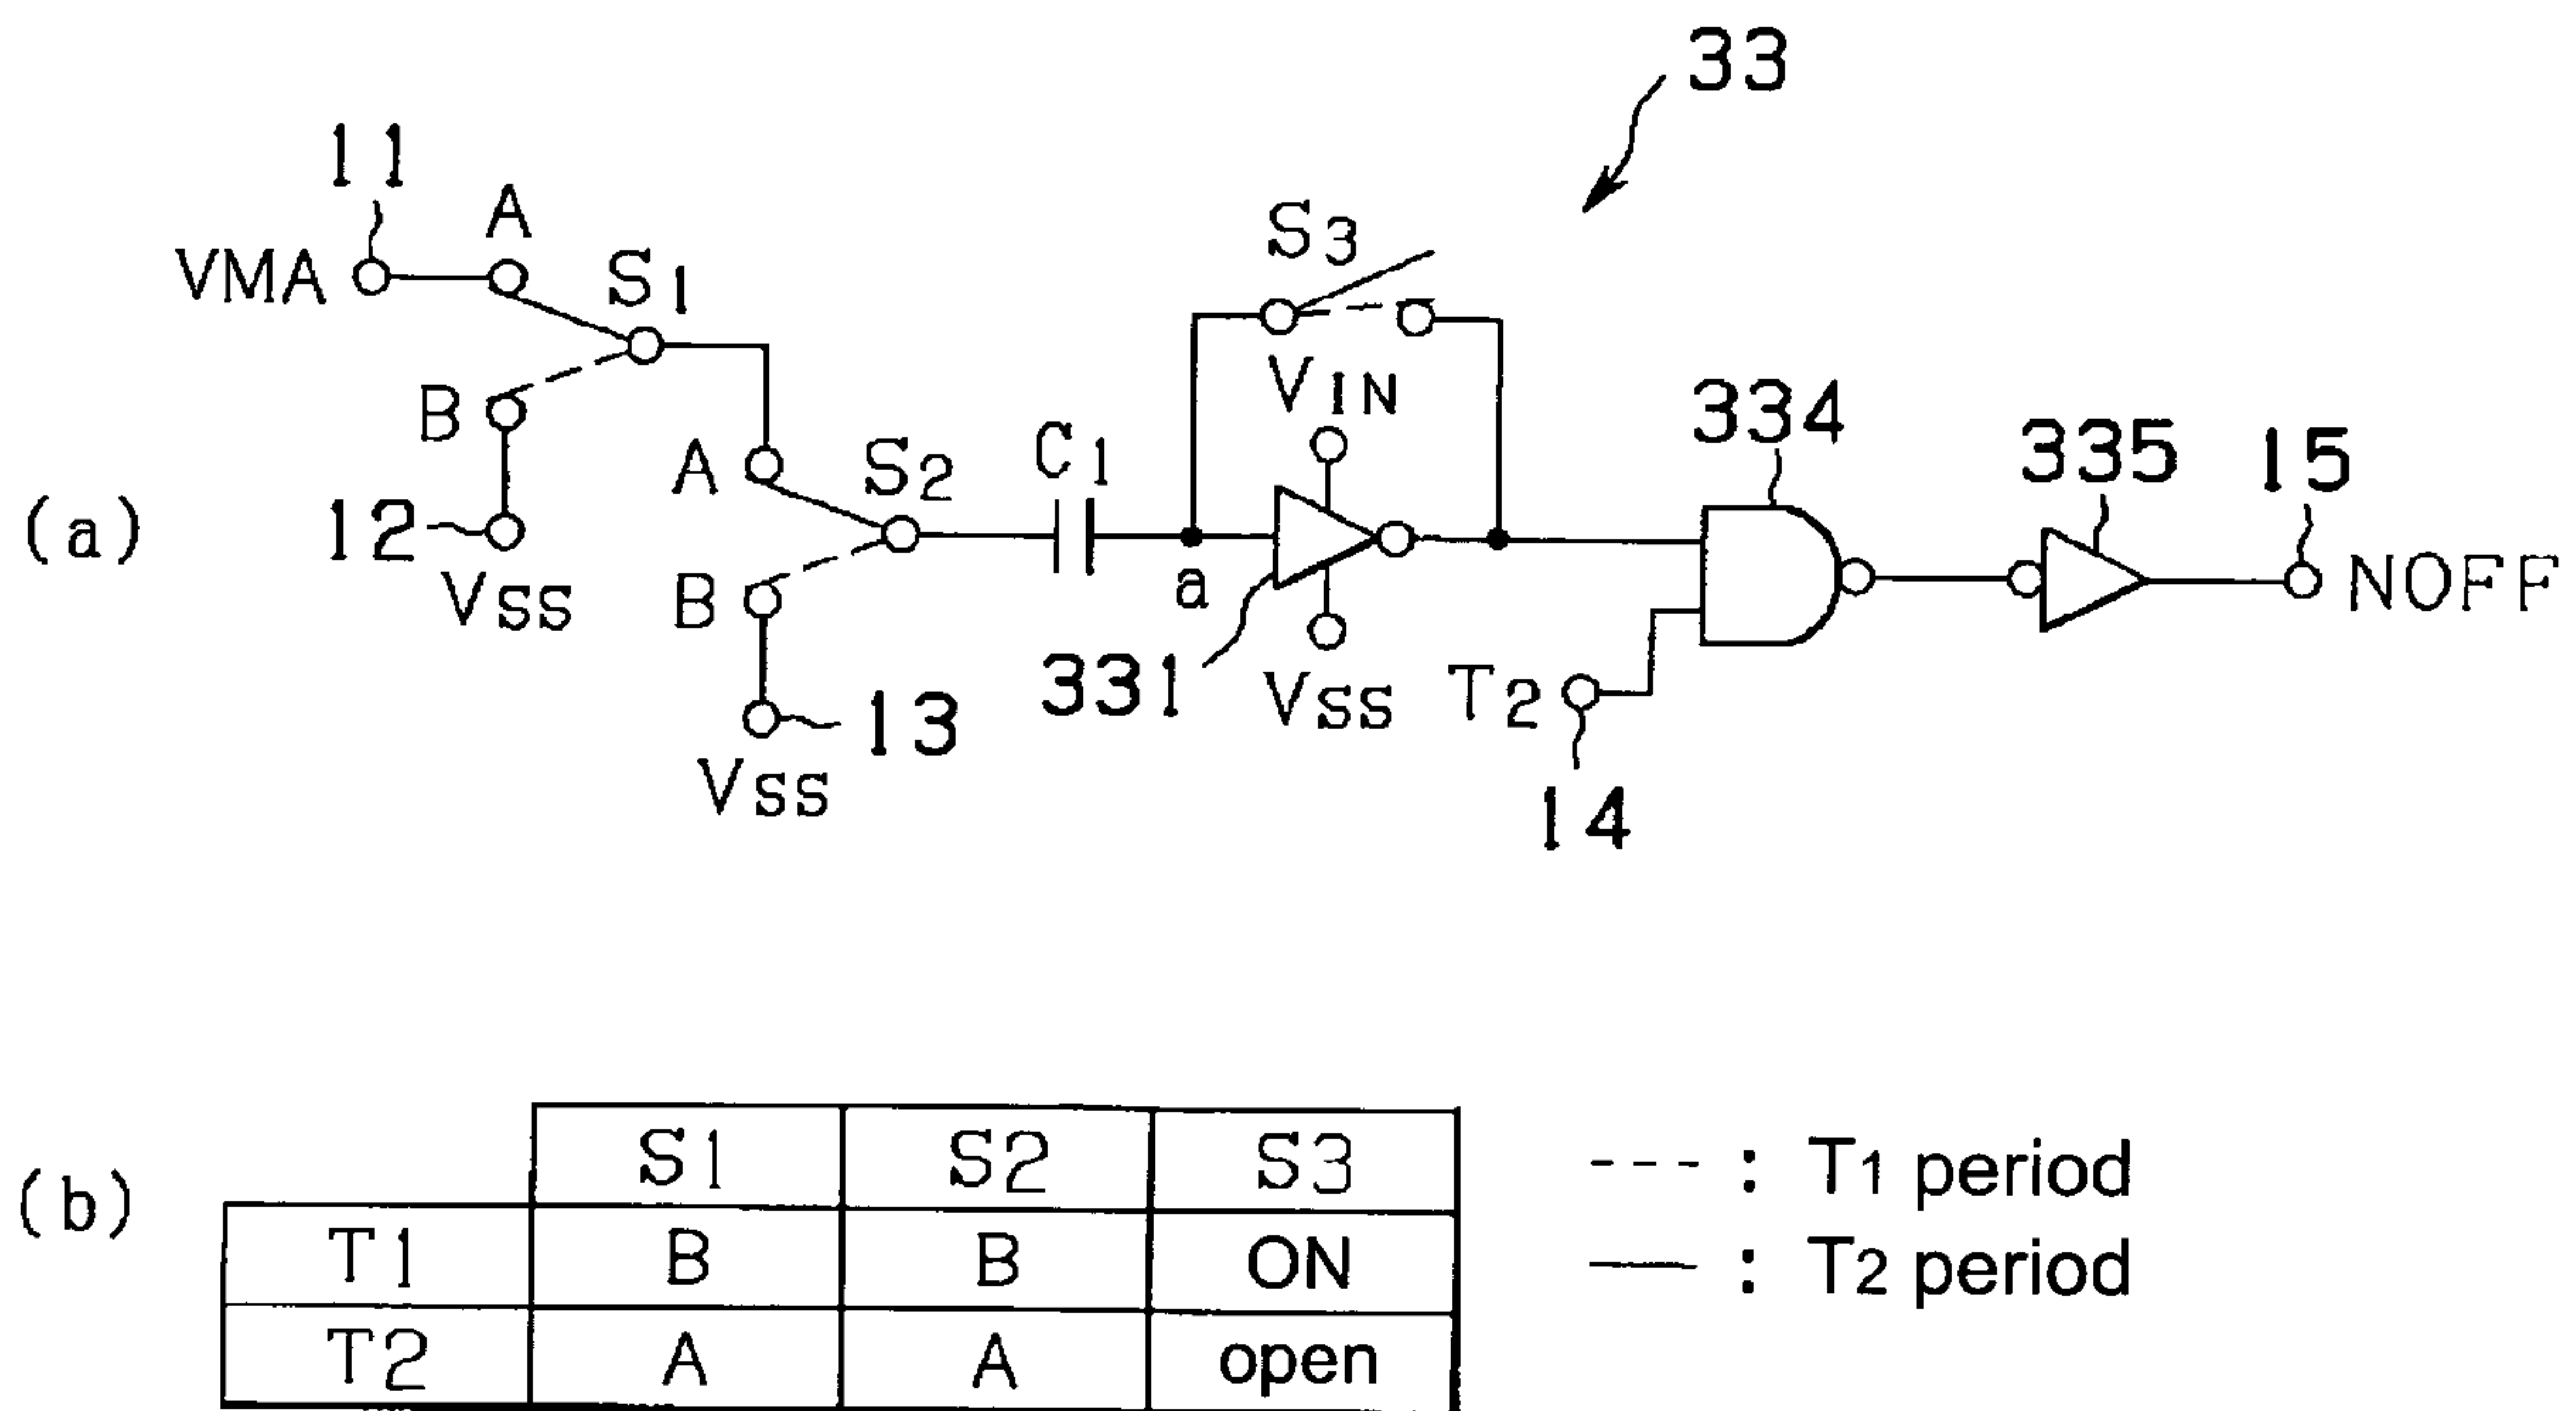 33
11
A
VMA
S1
S3
B
VIN
334
A
S2
C1
335
15
(a)
12
VSS
B
a
NOFF
331
VSS
T2
13
VSS
14
(b)
S1 S2 S3
T1 B B ON
T2 A A open
--- : T1 period
— : T2 period